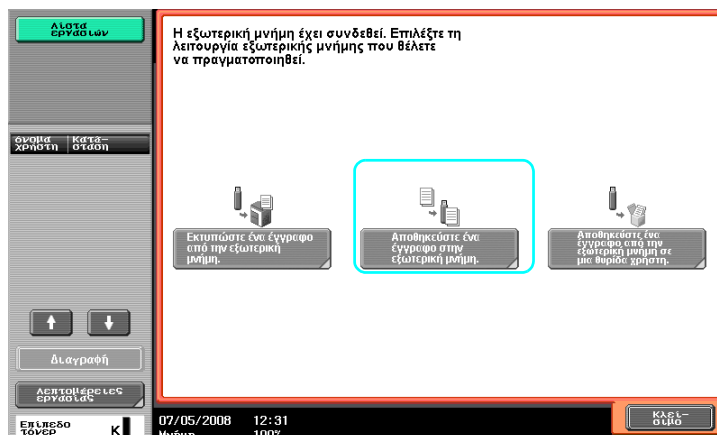 Λίστα
εργασιών
Η εξωτερική μνήμη έχει συνδεθεί. Επιλέξτε τη
λειτουργία εξωτερικής μνήμης που θέλετε
να πραγματοποιηθεί.
όνομα χρήστη
Κατά-
σταση
Εκτυπώστε ένα έγγραφο
από την εξωτερική
μνήμη.
Αποθηκεύστε ένα
έγγραφο στην
εξωτερική μνήμη.
Αποθηκεύστε ένα
έγγραφο από την
εξωτερική μνήμη σε
μια θυρίδα χρήστη.
Διαγραφή
Λεπτομέρειες
εργασίας
Επίπεδο
τόνερ
K
07/05/2008 12:31
Μνήμη 100%
Κλεί-
σιμο